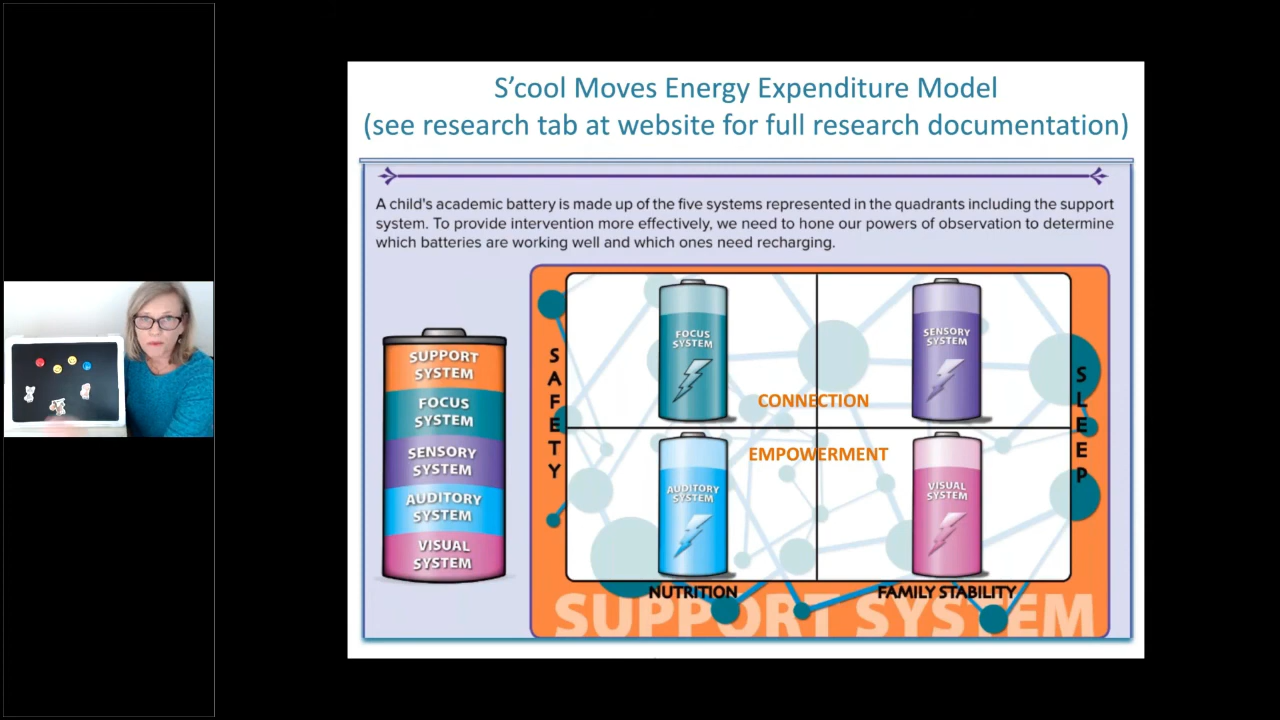 S'cool Moves Energy Expenditure Model
(see research tab at website for full research documentation)
A child's academic battery is made up of the five systems represented in the quadrants including the support
system. To provide intervention more effectively, we need to hone our powers of observation to determine
which batteries are working well and which ones need recharging.
SUPPORT
SYSTEM
FOCUS
SYSTEM
SENSORY
SYSTEM
AUDITORY
SYSTEM
VISUAL
SYSTEM
SAFETY
FOCUS
SYSTEM
SENSORY
SYSTEM
CONNECTION
EMPOWERMENT
AUDITORY
SYSTEM
VISUAL
SYSTEM
SLEEP
NUTRITION
FAMILY STABILITY
SUPPORT SYSTEM